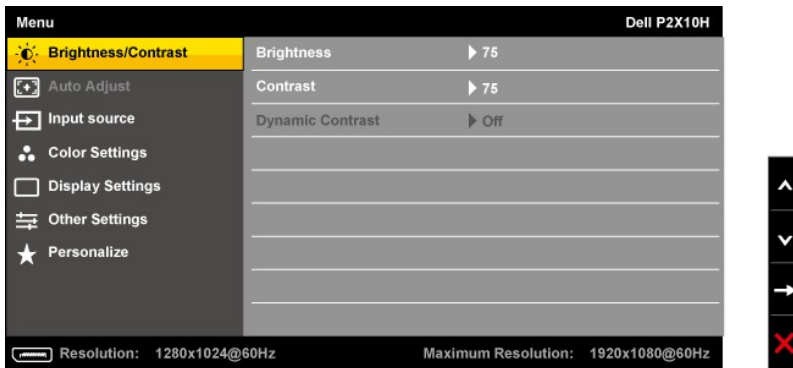 Menu Dell P2X10H
Brightness/Contrast Brightness 75
Auto Adjust Contrast 75
Input source Dynamic Contrast Off
Color Settings
Display Settings
Other Settings
Personalize
Resolution: 1280x1024@60Hz Maximum Resolution: 1920x1080@60Hz